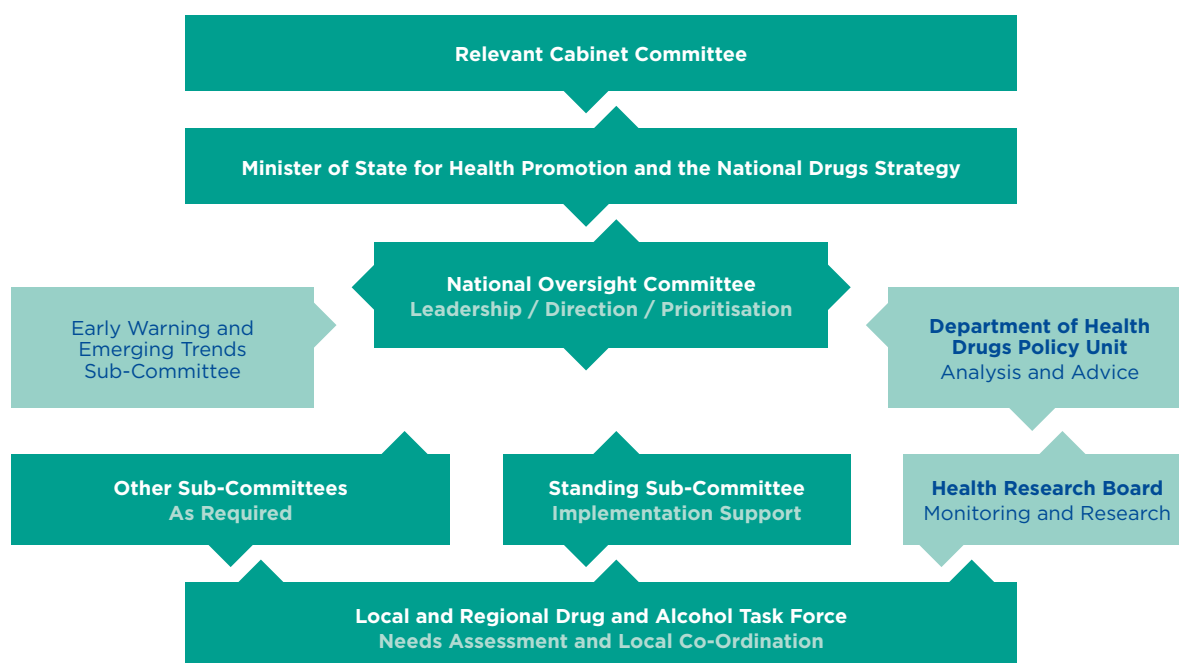 Relevant Cabinet Committee
Minister of State for Health Promotion and the National Drugs Strategy
National Oversight Committee
Leadership / Direction / Prioritisation
Early Warning and
Emerging Trends
Sub-Committee
Department of Health
Drugs Policy Unit
Analysis and Advice
Other Sub-Committees
As Required
Standing Sub-Committee
Implementation Support
Health Research Board
Monitoring and Research
Local and Regional Drug and Alcohol Task Force
Needs Assessment and Local Co-Ordination